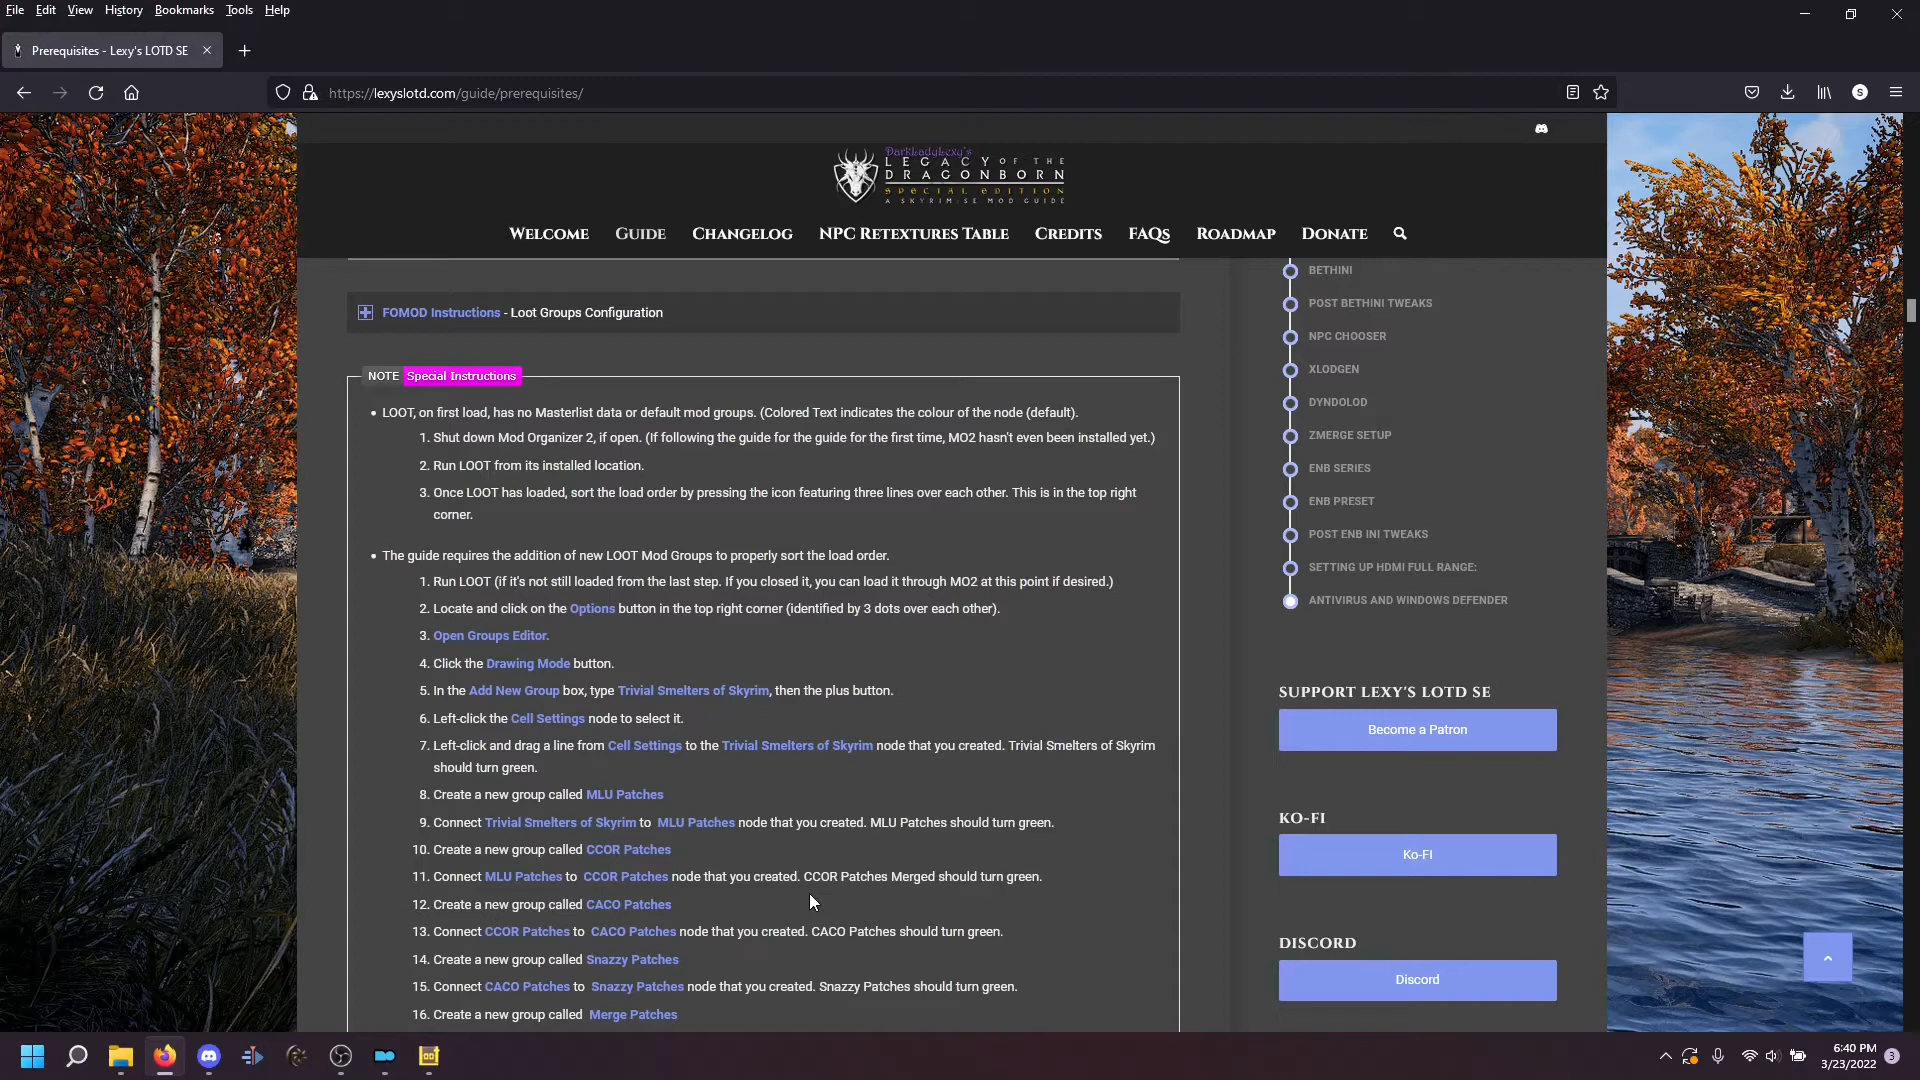 File Edit View History Bookmarks Tools Help
Prerequisites - Lexy's LOTD SE
https://lexyslotd.com/guide/prerequisites/
S
DarkLadyLexy's
LEGACY OF THE
DRAGONBORN
SPECIAL EDITION
A SKYRIM:SE MOD GUIDE
Welcome Guide Changelog NPC Retextures Table Credits FAQs Roadmap Donate
FOMOD Instructions - Loot Groups Configuration
NOTE Special Instructions
• LOOT, on first load, has no Masterlist data or default mod groups. (Colored Text indicates the colour of the node (default).
1. Shut down Mod Organizer 2, if open. (If following the guide for the guide for the first time, MO2 hasn't even been installed yet.)
2. Run LOOT from its installed location.
3. Once LOOT has loaded, sort the load order by pressing the icon featuring three lines over each other. This is in the top right
corner.
• The guide requires the addition of new LOOT Mod Groups to properly sort the load order.
1. Run LOOT (if it's not still loaded from the last step. If you closed it, you can load it through MO2 at this point if desired.)
2. Locate and click on the Options button in the top right corner (identified by 3 dots over each other).
3. Open Groups Editor.
4. Click the Drawing Mode button.
5. In the Add New Group box, type Trivial Smelters of Skyrim, then the plus button.
6. Left-click the Cell Settings node to select it.
7. Left-click and drag a line from Cell Settings to the Trivial Smelters of Skyrim node that you created. Trivial Smelters of Skyrim
should turn green.
8. Create a new group called MLU Patches
9. Connect Trivial Smelters of Skyrim to MLU Patches node that you created. MLU Patches should turn green.
10. Create a new group called CCOR Patches
11. Connect MLU Patches to CCOR Patches node that you created. CCOR Patches Merged should turn green.
12. Create a new group called CACO Patches
13. Connect CCOR Patches to CACO Patches node that you created. CACO Patches should turn green.
14. Create a new group called Snazzy Patches
15. Connect CACO Patches to Snazzy Patches node that you created. Snazzy Patches should turn green.
16. Create a new group called Merge Patches
BETHINI
POST BETHINI TWEAKS
NPC CHOOSER
XLODGEN
DYNDOLOD
ZMERGE SETUP
ENB SERIES
ENB PRESET
POST ENB INI TWEAKS
SETTING UP HDMI FULL RANGE:
ANTIVIRUS AND WINDOWS DEFENDER
SUPPORT LEXY'S LOTD SE
Become a Patron
KO-FI
Ko-FI
DISCORD
Discord
6:40 PM
3/23/2022
3